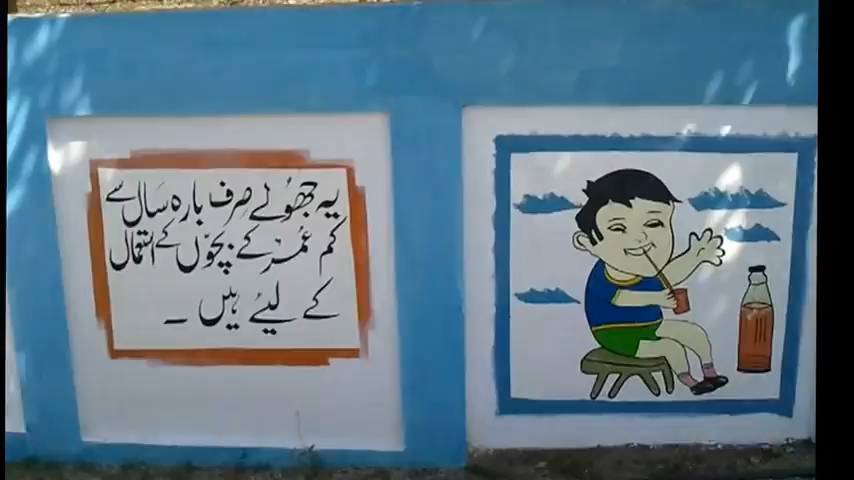 یہ جھولے صرف بارہ سال سے
کم عمر کے بچوں کے استعمال
کے لیئے ہیں ۔